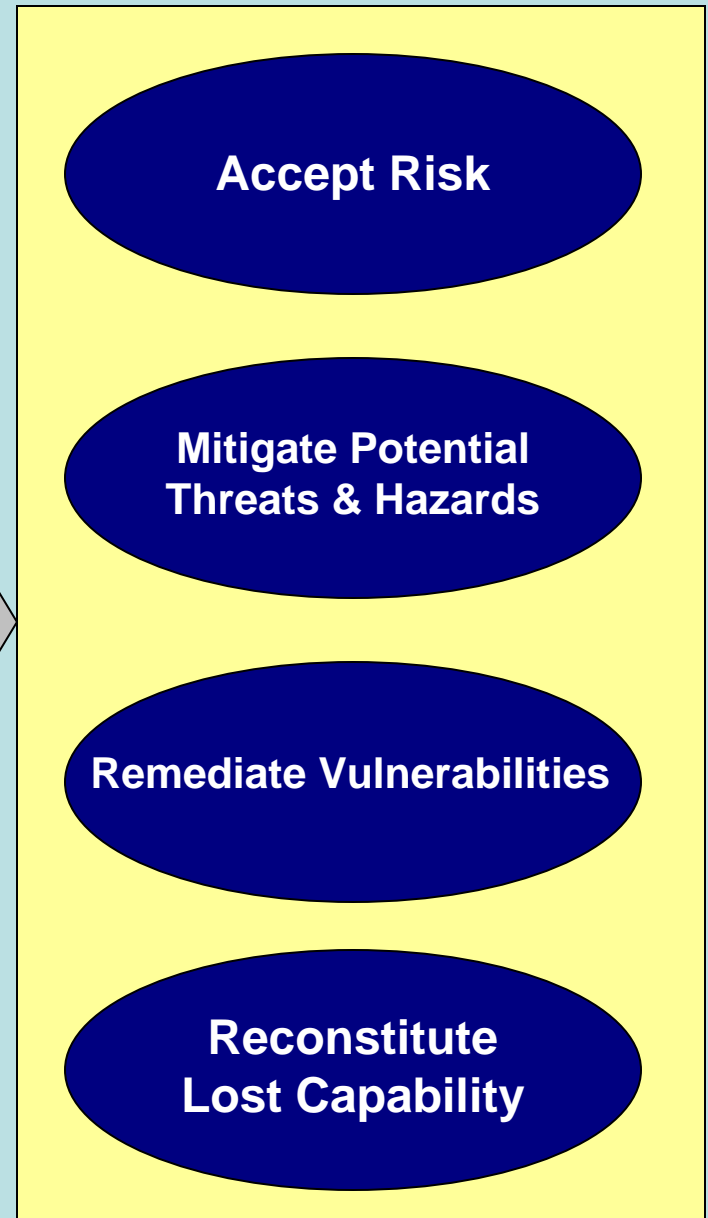 Accept Risk
Mitigate Potential
Threats & Hazards
Remediate Vulnerabilities
Reconstitute
Lost Capability